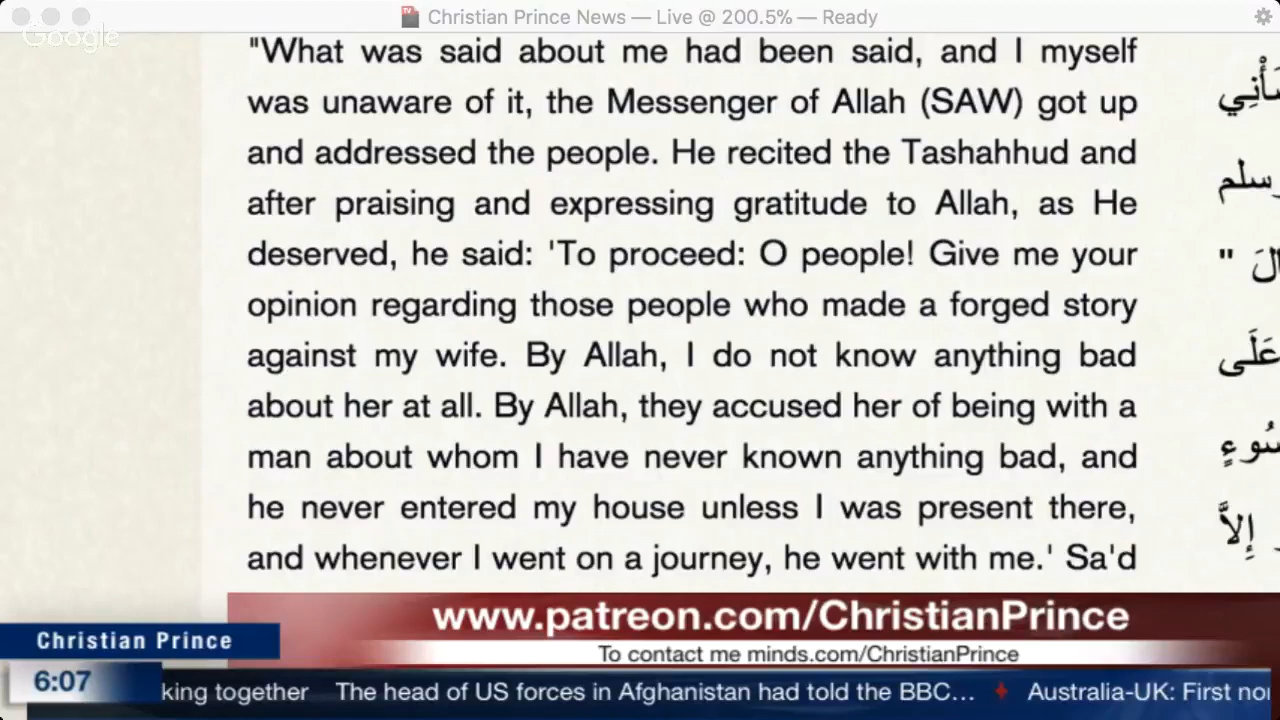 Christian Prince News — Live @ 200.5% — Ready
Google
"What was said about me had been said, and I myself
was unaware of it, the Messenger of Allah (SAW) got up
and addressed the people. He recited the Tashahhud and
after praising and expressing gratitude to Allah, as He
deserved, he said: 'To proceed: O people! Give me your
opinion regarding those people who made a forged story
against my wife. By Allah, I do not know anything bad
about her at all. By Allah, they accused her of being with a
man about whom I have never known anything bad, and
he never entered my house unless I was present there,
and whenever I went on a journey, he went with me.' Sa'd
سلم
عَلَى
سُوءٍ
إِلاَّ
www.patreon.com/ChristianPrince
To contact me minds.com/ChristianPrince
Christian Prince
6:07
king together The head of US forces in Afghanistan had told the BBC... Australia-UK: First